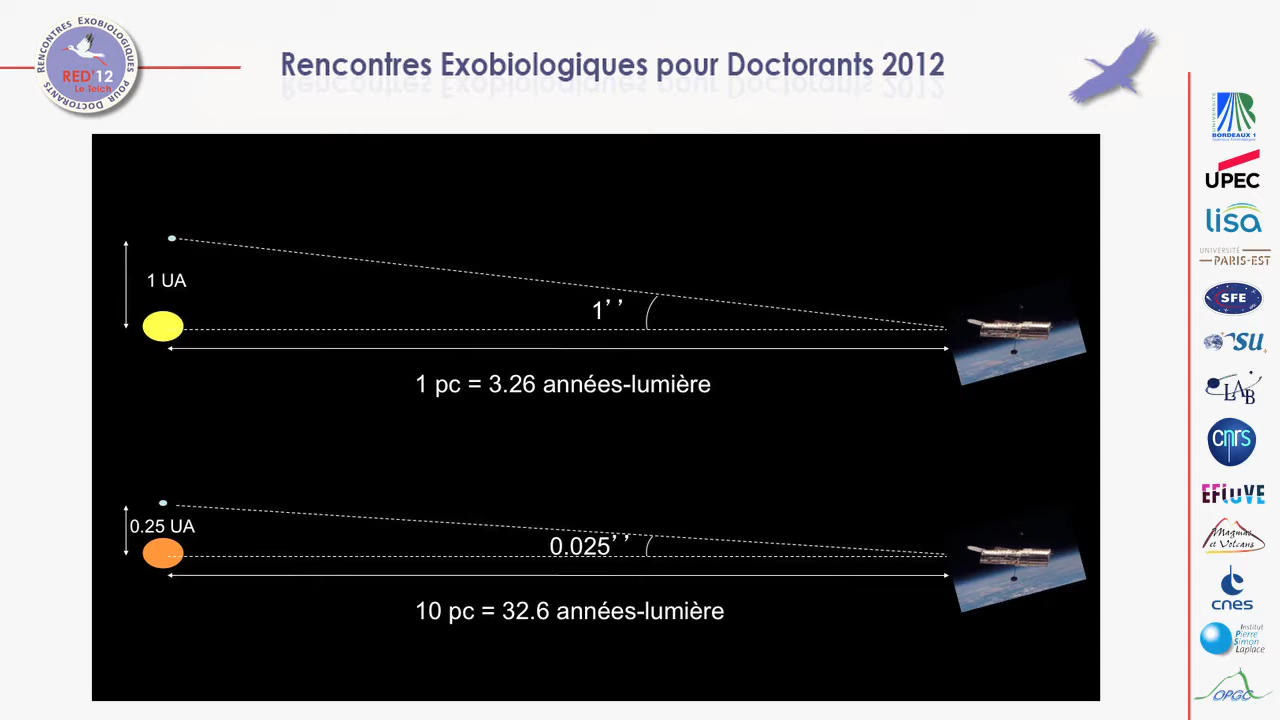 RENCONTRES EXOBIOLOGIQUES POUR DOCTORANTS
RED'12
Le Teich
Rencontres Exobiologiques pour Doctorants 2012
1 UA
1’’
1 pc = 3.26 années-lumière
0.25 UA
0.025’’
10 pc = 32.6 années-lumière
UNIVERSITÉ
BORDEAUX 1
UPEC
lisa
UNIVERSITÉ
PARIS-EST
SFE
SU
LAB
cnrs
EFLUVE
Magmas
et Volcans
cnes
Institut
Pierre
Simon
Laplace
OPGC